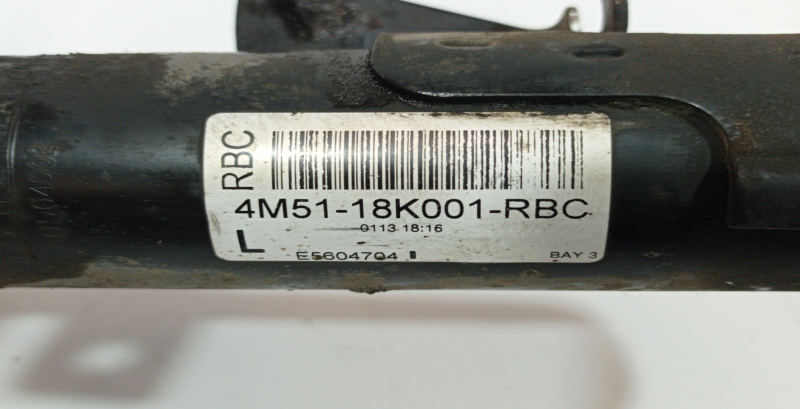 RBC
4M51-18K001-RBC
0113 18:16
L
E5604704
BAY 3